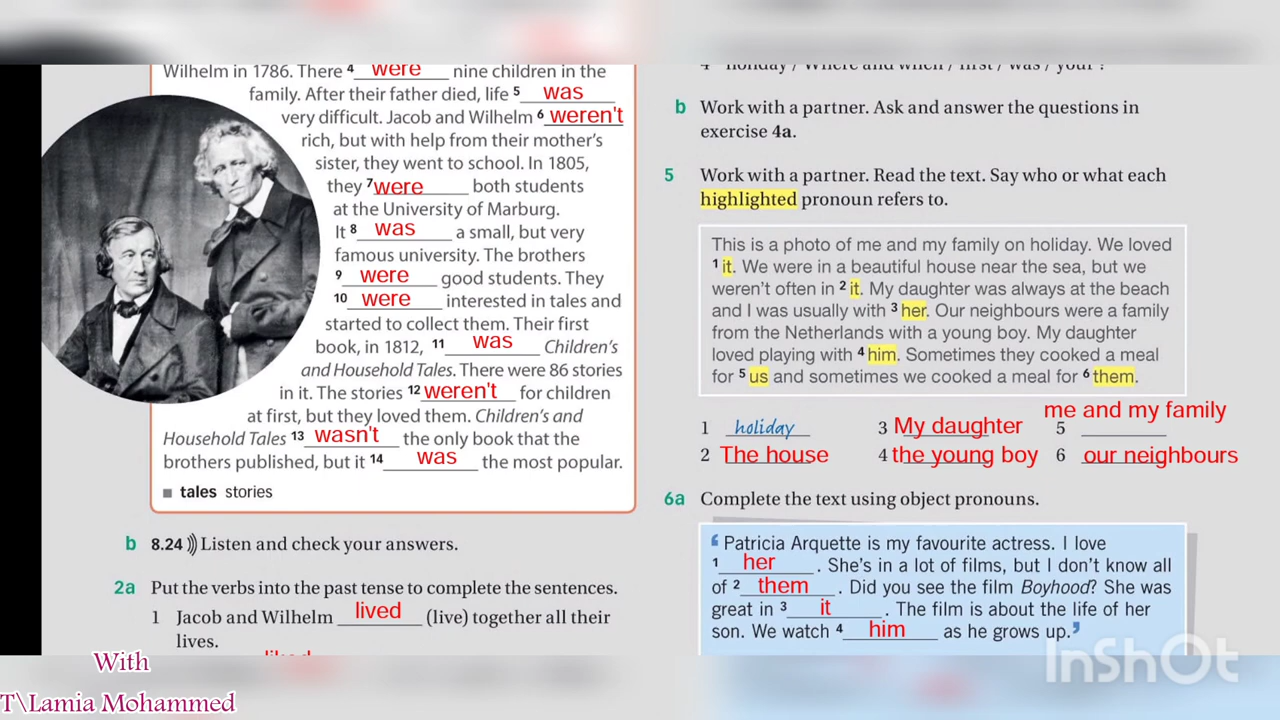 Wilhelm in 1786. There 4 were nine children in the
family. After their father died, life 5 was
very difficult. Jacob and Wilhelm 6 weren't
rich, but with help from their mother's
sister, they went to school. In 1805,
they 7 were both students
at the University of Marburg.
It 8 was a small, but very
famous university. The brothers
9 were good students. They
10 were interested in tales and
started to collect them. Their first
book, in 1812, 11 was Children's
and Household Tales. There were 86 stories
in it. The stories 12 weren't for children
at first, but they loved them. Children's and
Household Tales 13 wasn't the only book that the
brothers published, but it 14 was the most popular.
■ tales stories
b 8.24 Listen and check your answers.
2a Put the verbs into the past tense to complete the sentences.
1 Jacob and Wilhelm lived (live) together all their
lives.
liked
4 holiday / Where and when / first / was / your ?
b Work with a partner. Ask and answer the questions in
exercise 4a.
5 Work with a partner. Read the text. Say who or what each
highlighted pronoun refers to.
This is a photo of me and my family on holiday. We loved
1 it. We were in a beautiful house near the sea, but we
weren't often in 2 it. My daughter was always at the beach
and I was usually with 3 her. Our neighbours were a family
from the Netherlands with a young boy. My daughter
loved playing with 4 him. Sometimes they cooked a meal
for 5 us and sometimes we cooked a meal for 6 them.
1 holiday 3 My daughter 5 me and my family
2 The house 4 the young boy 6 our neighbours
6a Complete the text using object pronouns.
‘Patricia Arquette is my favourite actress. I love
1 her. She's in a lot of films, but I don't know all
of 2 them. Did you see the film Boyhood? She was
great in 3 it. The film is about the life of her
son. We watch 4 him as he grows up.’
With
T\Lamia Mohammed
InShOt